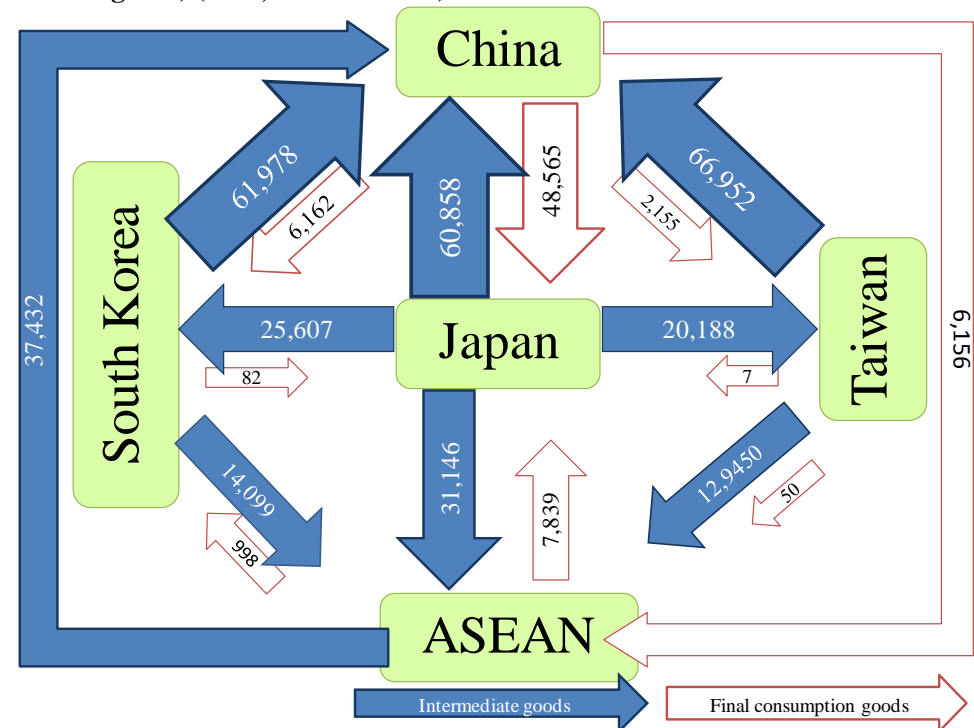 China
61,978
6,162
60,858
48,565
66,952
2,155
South Korea
37,432
25,607
82
Japan
20,188
7
Taiwan
6,156
14,099
998
31,146
7,839
12,9450
50
ASEAN
Intermediate goods
Final consumption goods